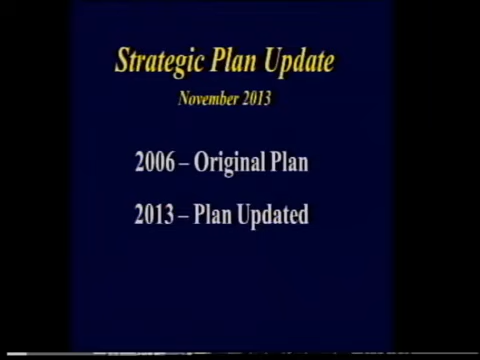 Strategic Plan Update
November 2013
2006 – Original Plan
2013 – Plan Updated